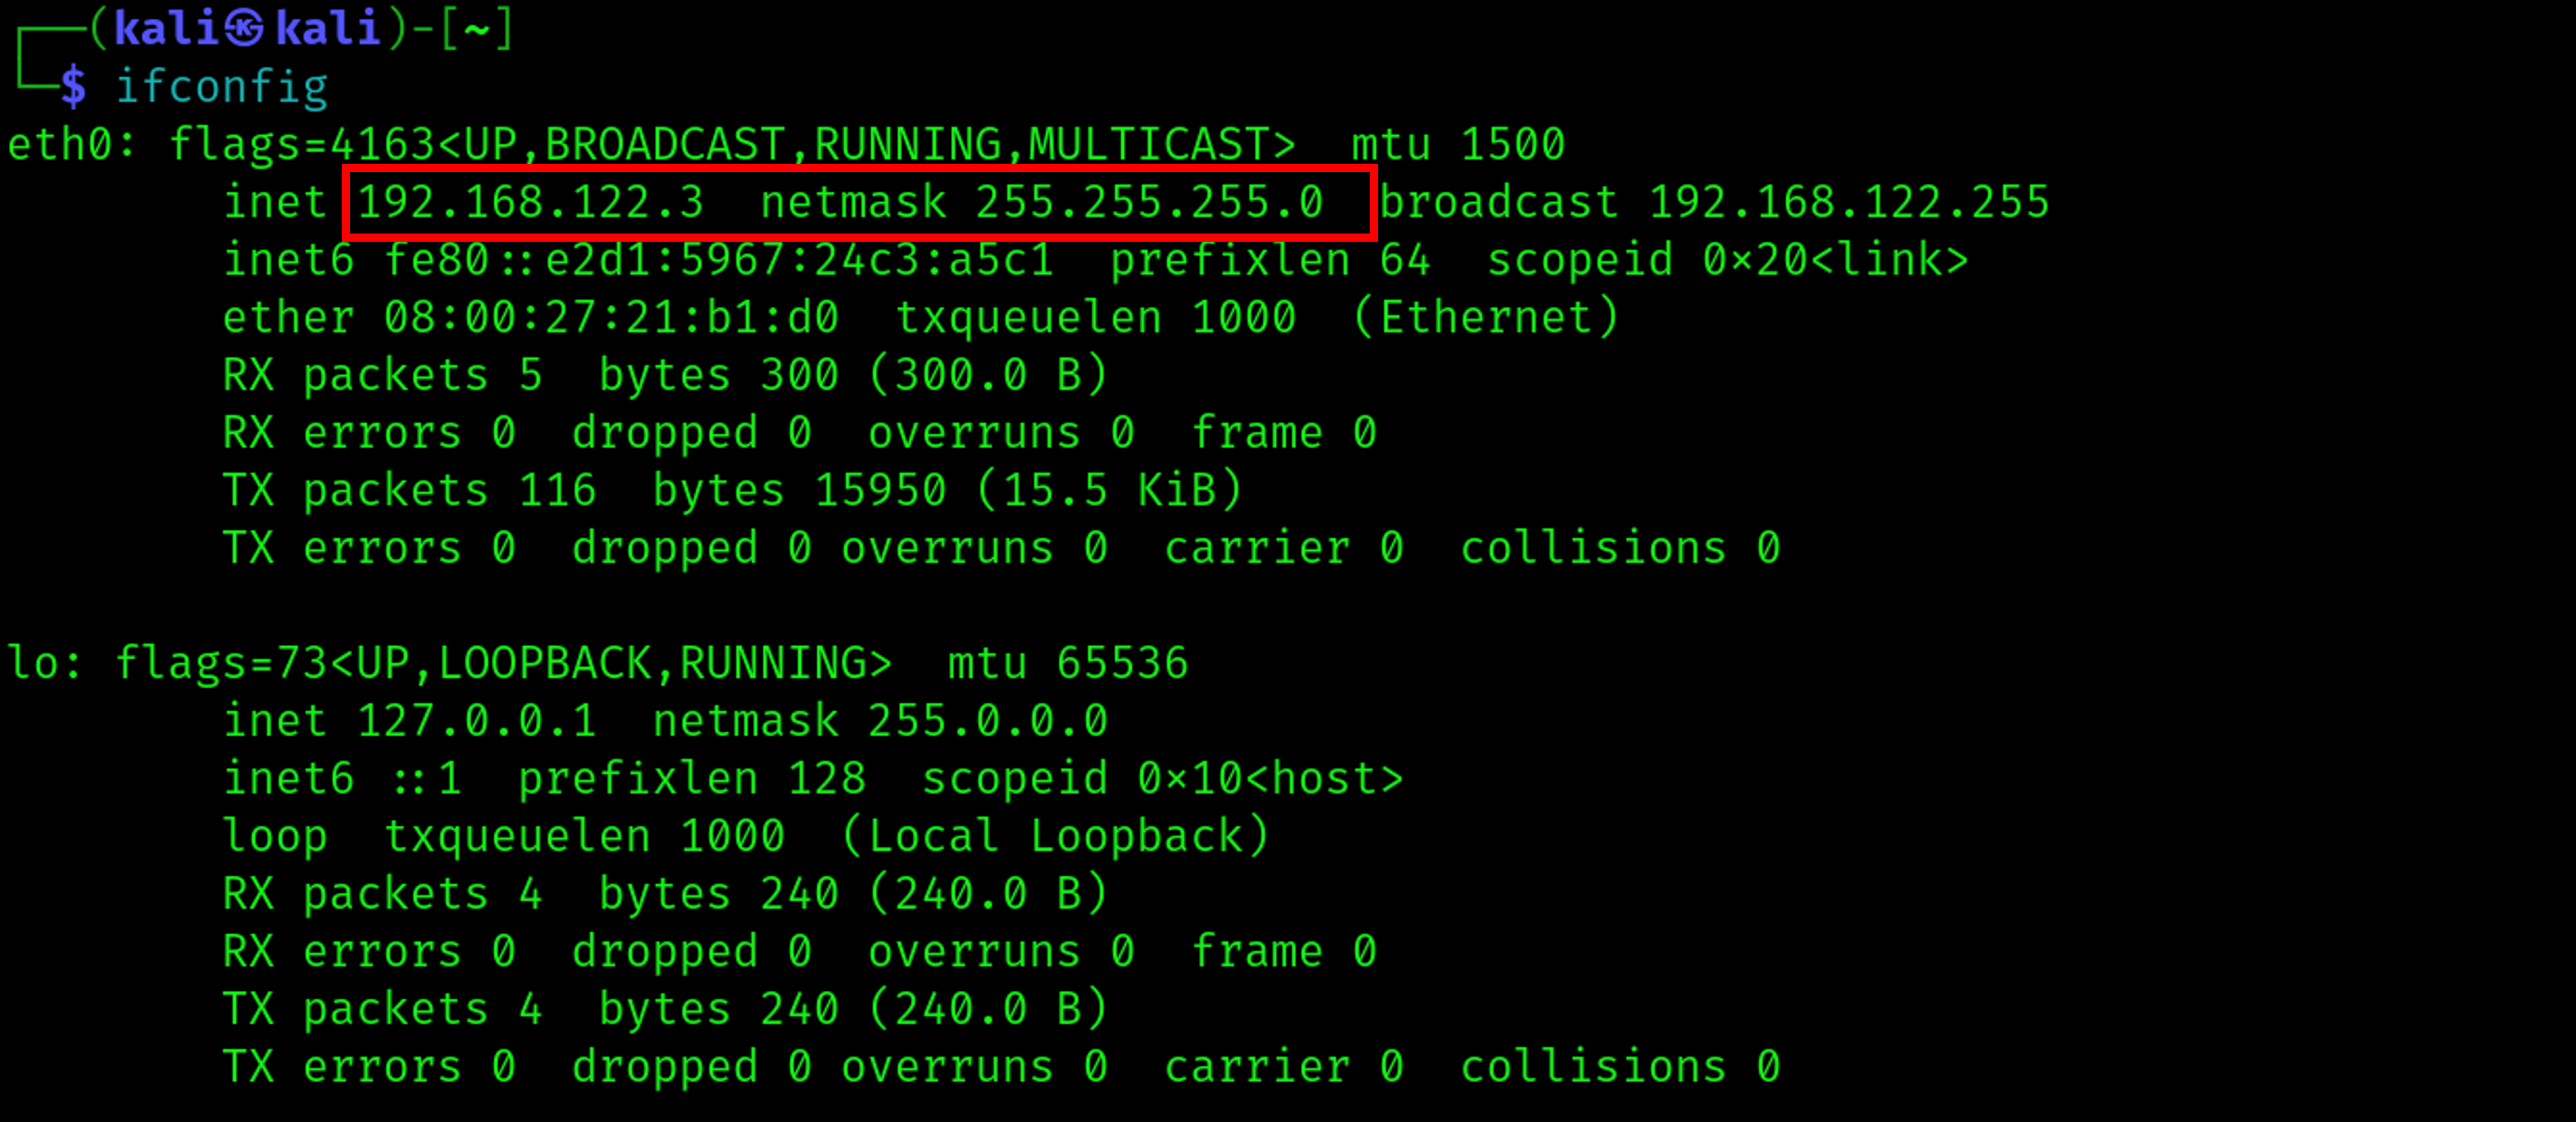 ┌──(kali㉿kali)-[~]
└─$ ifconfig
eth0: flags=4163<UP,BROADCAST,RUNNING,MULTICAST>  mtu 1500
        inet 192.168.122.3  netmask 255.255.255.0  broadcast 192.168.122.255
        inet6 fe80::e2d1:5967:24c3:a5c1  prefixlen 64  scopeid 0×20<link>
        ether 08:00:27:21:b1:d0  txqueuelen 1000  (Ethernet)
        RX packets 5  bytes 300 (300.0 B)
        RX errors 0  dropped 0  overruns 0  frame 0
        TX packets 116  bytes 15950 (15.5 KiB)
        TX errors 0  dropped 0 overruns 0  carrier 0  collisions 0

lo: flags=73<UP,LOOPBACK,RUNNING>  mtu 65536
        inet 127.0.0.1  netmask 255.0.0.0
        inet6 ::1  prefixlen 128  scopeid 0×10<host>
        loop  txqueuelen 1000  (Local Loopback)
        RX packets 4  bytes 240 (240.0 B)
        RX errors 0  dropped 0  overruns 0  frame 0
        TX packets 4  bytes 240 (240.0 B)
        TX errors 0  dropped 0 overruns 0  carrier 0  collisions 0